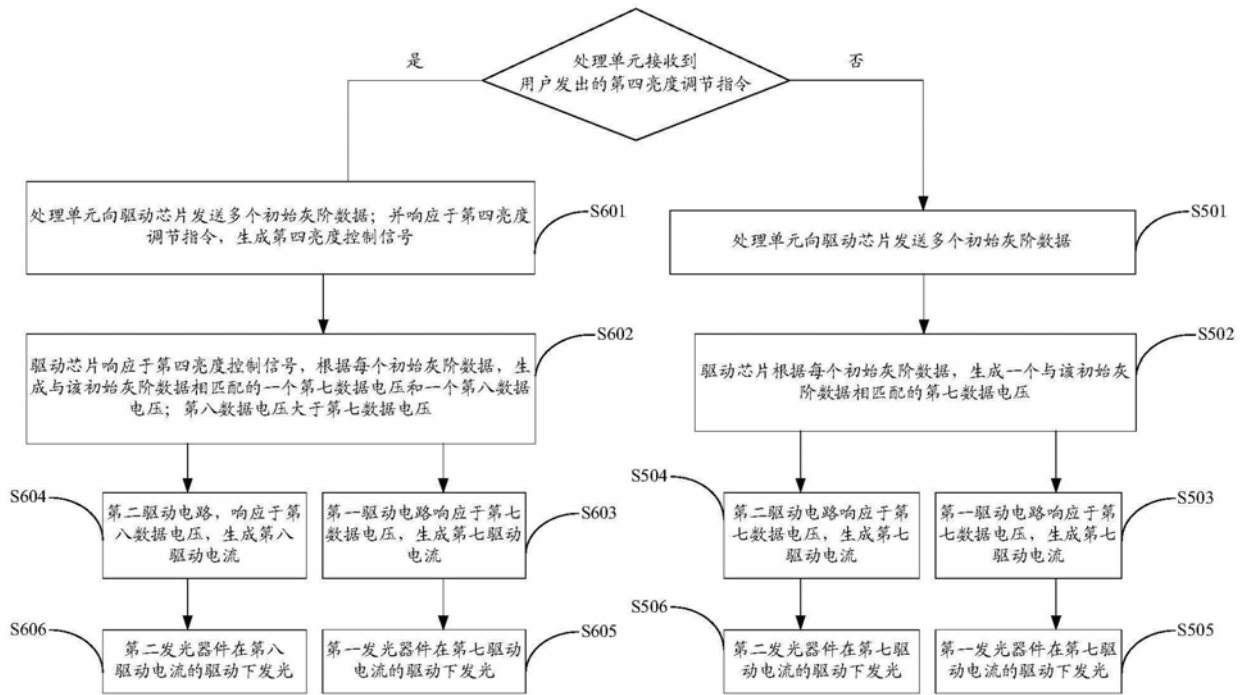 处理单元接收到
用户发出的第四亮度调节指令
是
否
处理单元向驱动芯片发送多个初始灰阶数据；并响应于第四亮度
调节指令，生成第四亮度控制信号
S601
处理单元向驱动芯片发送多个初始灰阶数据
S501
驱动芯片响应于第四亮度控制信号，根据每个初始灰阶数据，生
成与该初始灰阶数据相匹配的一个第七数据电压和一个第八数据
电压；第八数据电压大于第七数据电压
S602
驱动芯片根据每个初始灰阶数据，生成一个与该初始灰
阶数据相匹配的第七数据电压
S502
S604
第二驱动电路，响应于第
八数据电压，生成第八
驱动电流
第一驱动电路响应于第七
数据电压，生成第七驱动
电流
S603
S504
第二驱动电路响应于第
七数据电压，生成第七
驱动电流
第一驱动电路响应于第
七数据电压，生成第七
驱动电流
S503
S606
第二发光器件在第八
驱动电流的驱动下发光
第一发光器件在第七驱动
电流的驱动下发光
S605
S506
第二发光器件在第七驱
动电流的驱动下发光
第一发光器件在第七驱
动电流的驱动下发光
S505